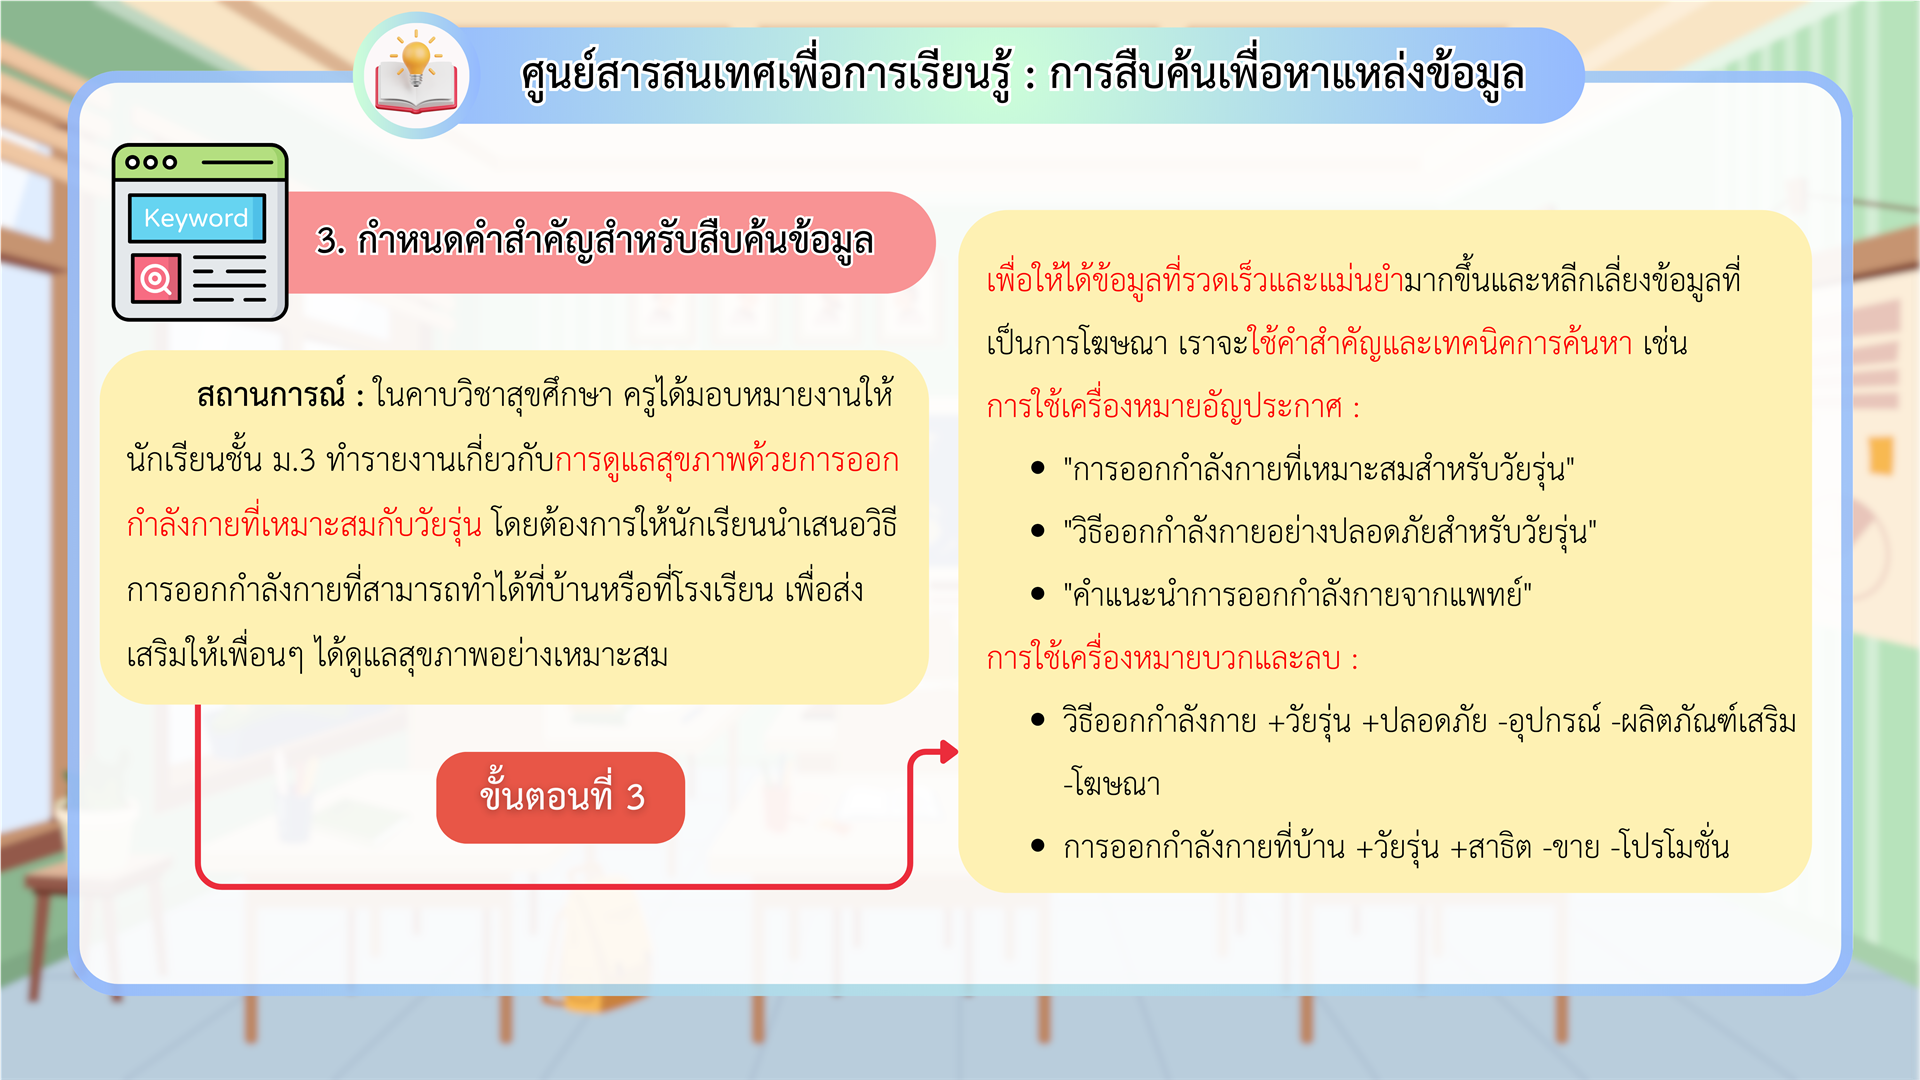 ศูนย์สารสนเทศเพื่อการเรียนรู้ : การสืบค้นเพื่อหาแหล่งข้อมูล
Keyword
3. กำหนดคำสำคัญสำหรับสืบค้นข้อมูล
สถานการณ์ : ในคาบวิชาสุขศึกษา ครูได้มอบหมายงานให้
นักเรียนชั้น ม.3 ทำรายงานเกี่ยวกับการดูแลสุขภาพด้วยการออก
กำลังกายที่เหมาะสมกับวัยรุ่น โดยต้องการให้นักเรียนนำเสนอวิธี
การออกกำลังกายที่สามารถทำได้ที่บ้านหรือที่โรงเรียน เพื่อส่ง
เสริมให้เพื่อนๆ ได้ดูแลสุขภาพอย่างเหมาะสม
ขั้นตอนที่ 3
เพื่อให้ได้ข้อมูลที่รวดเร็วและแม่นยำมากขึ้นและหลีกเลี่ยงข้อมูลที่
เป็นการโฆษณา เราจะใช้คำสำคัญและเทคนิคการค้นหา เช่น
การใช้เครื่องหมายอัญประกาศ :
• "การออกกำลังกายที่เหมาะสมสำหรับวัยรุ่น"
• "วิธีออกกำลังกายอย่างปลอดภัยสำหรับวัยรุ่น"
• "คำแนะนำการออกกำลังกายจากแพทย์"
การใช้เครื่องหมายบวกและลบ :
• วิธีออกกำลังกาย +วัยรุ่น +ปลอดภัย -อุปกรณ์ -ผลิตภัณฑ์เสริม
-โฆษณา
• การออกกำลังกายที่บ้าน +วัยรุ่น +สาธิต -ขาย -โปรโมชั่น